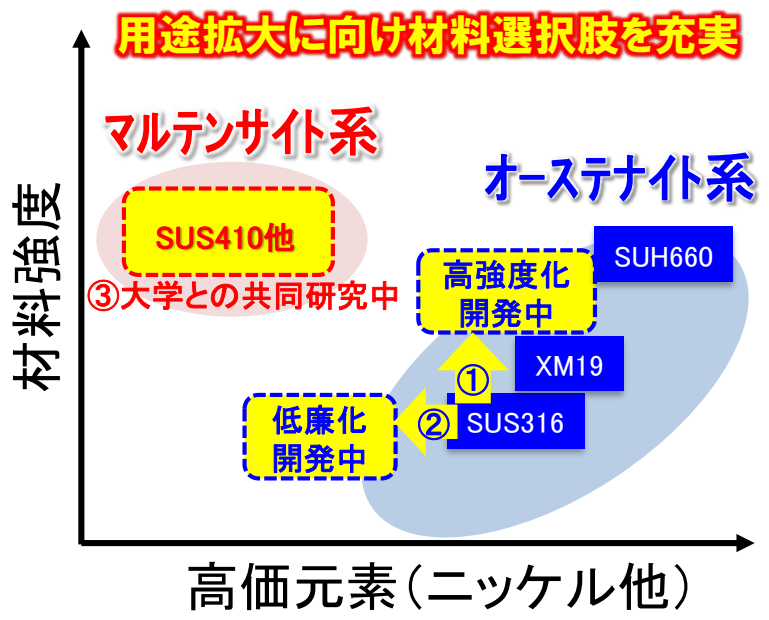 用途拡大に向け材料選択肢を充実
マルテンサイト系
オーステナイト系
SUS410他
③大学との共同研究中
SUH660
高強度化
開発中
XM19
①
②
SUS316
低廉化
開発中
材料強度
高価元素(ニッケル他)